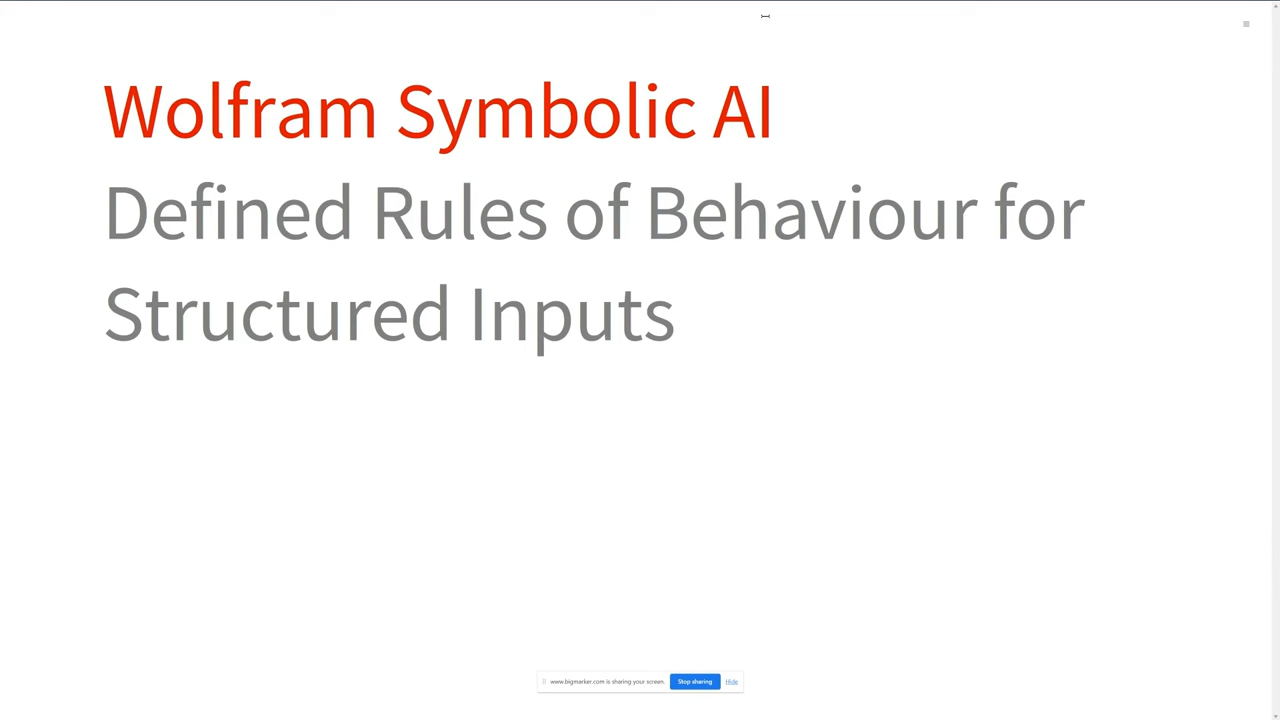 Wolfram Symbolic AI
Defined Rules of Behaviour for
Structured Inputs
www.bigmarker.com is sharing your screen. Stop sharing Hide